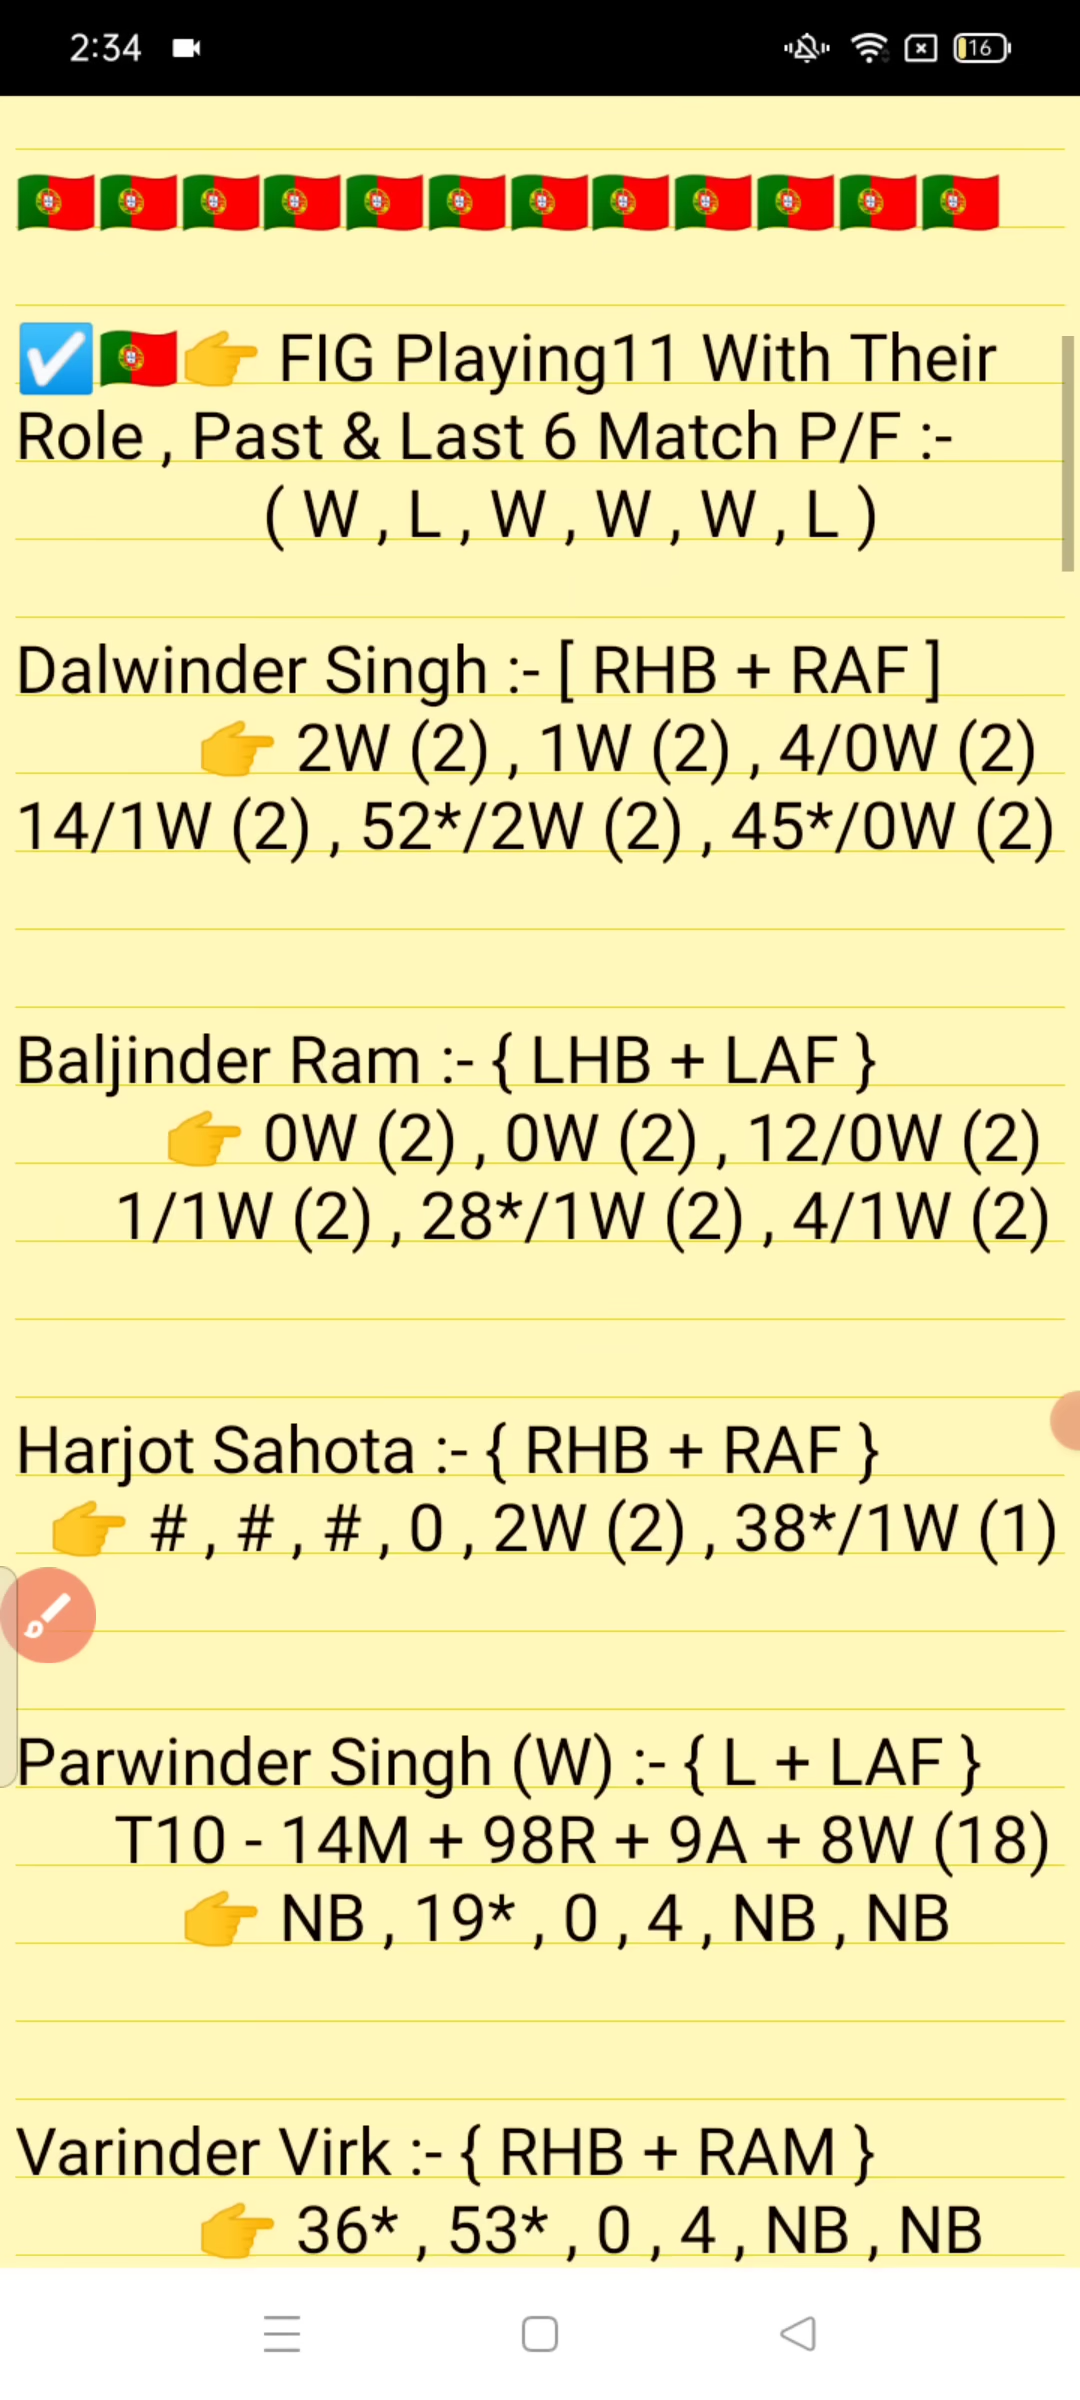 2:34
16
FIG Playing11 With Their
Role , Past & Last 6 Match P/F :-
( W , L , W , W , W , L )
Dalwinder Singh :- [ RHB + RAF ]
2W (2) , 1W (2) , 4/0W (2)
14/1W (2) , 52*/2W (2) , 45*/0W (2)
Baljinder Ram :- { LHB + LAF }
0W (2) , 0W (2) , 12/0W (2)
1/1W (2) , 28*/1W (2) , 4/1W (2)
Harjot Sahota :- { RHB + RAF }
# , # , # , 0 , 2W (2) , 38*/1W (1)
Parwinder Singh (W) :- { L + LAF }
T10 - 14M + 98R + 9A + 8W (18)
NB , 19* , 0 , 4 , NB , NB
Varinder Virk :- { RHB + RAM }
36* , 53* , 0 , 4 , NB , NB